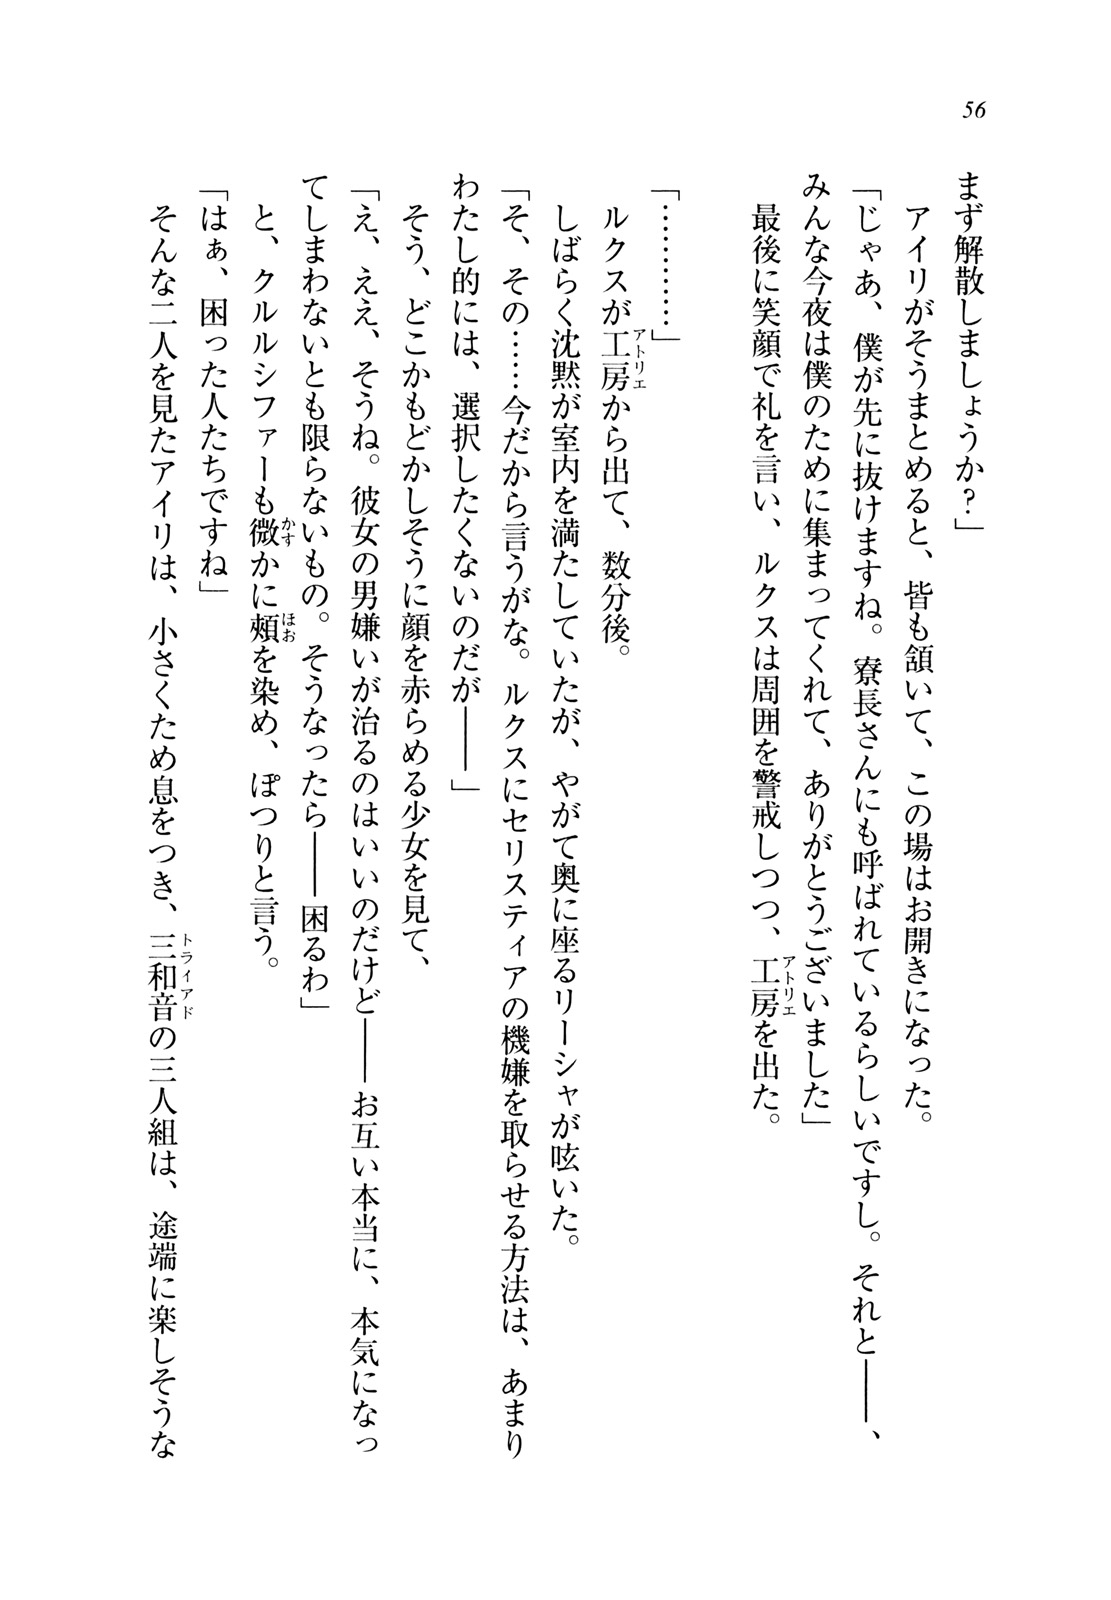 56
まず解散しましょうか？」
　アイリがそうまとめると、皆も頷いて、この場はお開きになった。
「じゃあ、僕が先に抜けますね。寮長さんにも呼ばれているらしいですし。それと――、
みんな今夜は僕のために集まってくれて、ありがとうございました」
　最後に笑顔で礼を言い、ルクスは周囲を警戒しつつ、工房を出た。
アトリエ
「…………」
　ルクスが工房から出て、数分後。
アトリエ
　しばらく沈黙が室内を満たしていたが、やがて奥に座るリーシャが呟いた。
「そ、その……今だから言うがな。ルクスにセリスティアの機嫌を取らせる方法は、あまり
わたし的には、選択したくないのだが――」
　そう、どこかもどかしそうに顔を赤らめる少女を見て、
「え、ええ、そうね。彼女の男嫌いが治るのはいいのだけど――お互い本当に、本気になっ
てしまわないとも限らないもの。そうなったら――困るわ」
　と、クルルシファーも微かに頰を染め、ぽつりと言う。
かす
ほお
「はぁ、困った人たちですね」
　そんな二人を見たアイリは、小さくため息をつき、三和音の三人組は、途端に楽しそうな
トライアド